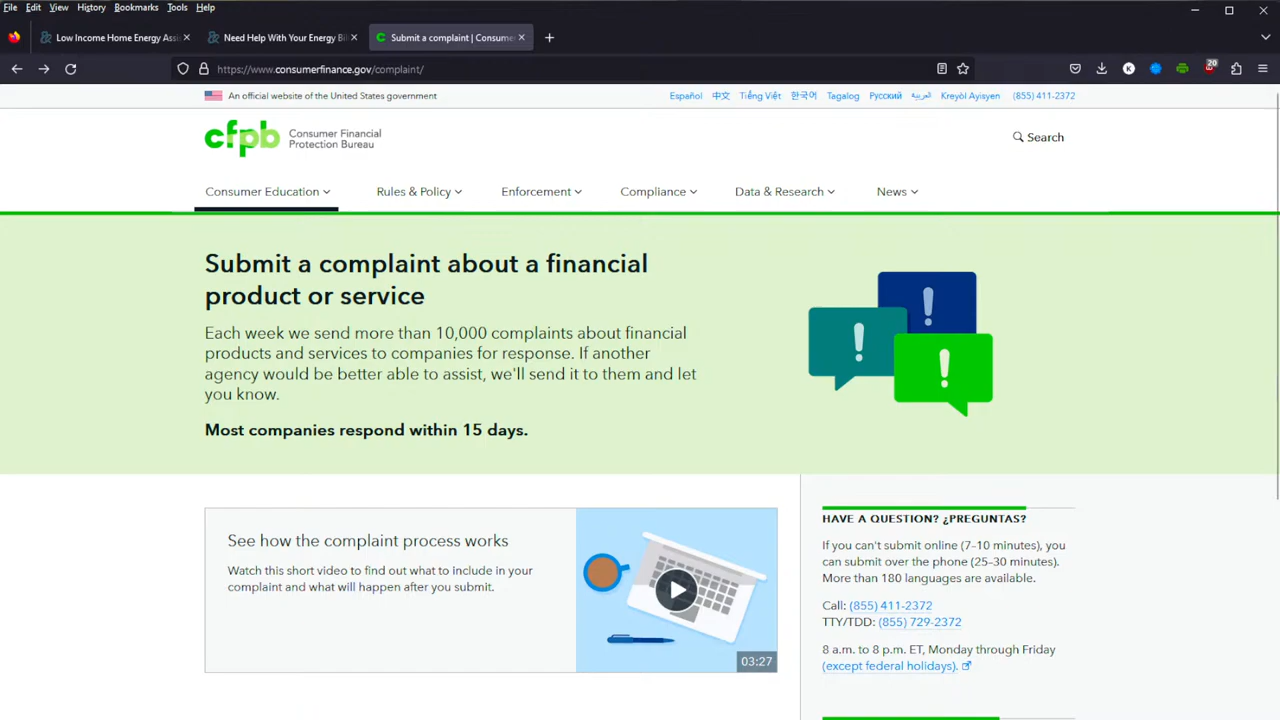 File Edit View History Bookmarks Tools Help
Low Income Home Energy Ass
Need Help With Your Energy Bil
Submit a complaint | Consume
https://www.consumerfinance.gov/complaint/
20
K
An official website of the United States government
Español 中文 Tiếng Việt 한국어 Tagalog Русский العربية Kreyòl Ayisyen (855) 411-2372
cfpb Consumer Financial
Protection Bureau
Search
Consumer Education Rules & Policy Enforcement Compliance Data & Research News
Submit a complaint about a financial
product or service
Each week we send more than 10,000 complaints about financial
products and services to companies for response. If another
agency would be better able to assist, we'll send it to them and let
you know.
Most companies respond within 15 days.
See how the complaint process works
Watch this short video to find out what to include in your
complaint and what will happen after you submit.
03:27
HAVE A QUESTION? ¿PREGUNTAS?
If you can't submit online (7–10 minutes), you
can submit over the phone (25–30 minutes).
More than 180 languages are available.
Call: (855) 411-2372
TTY/TDD: (855) 729-2372
8 a.m. to 8 p.m. ET, Monday through Friday
(except federal holidays).